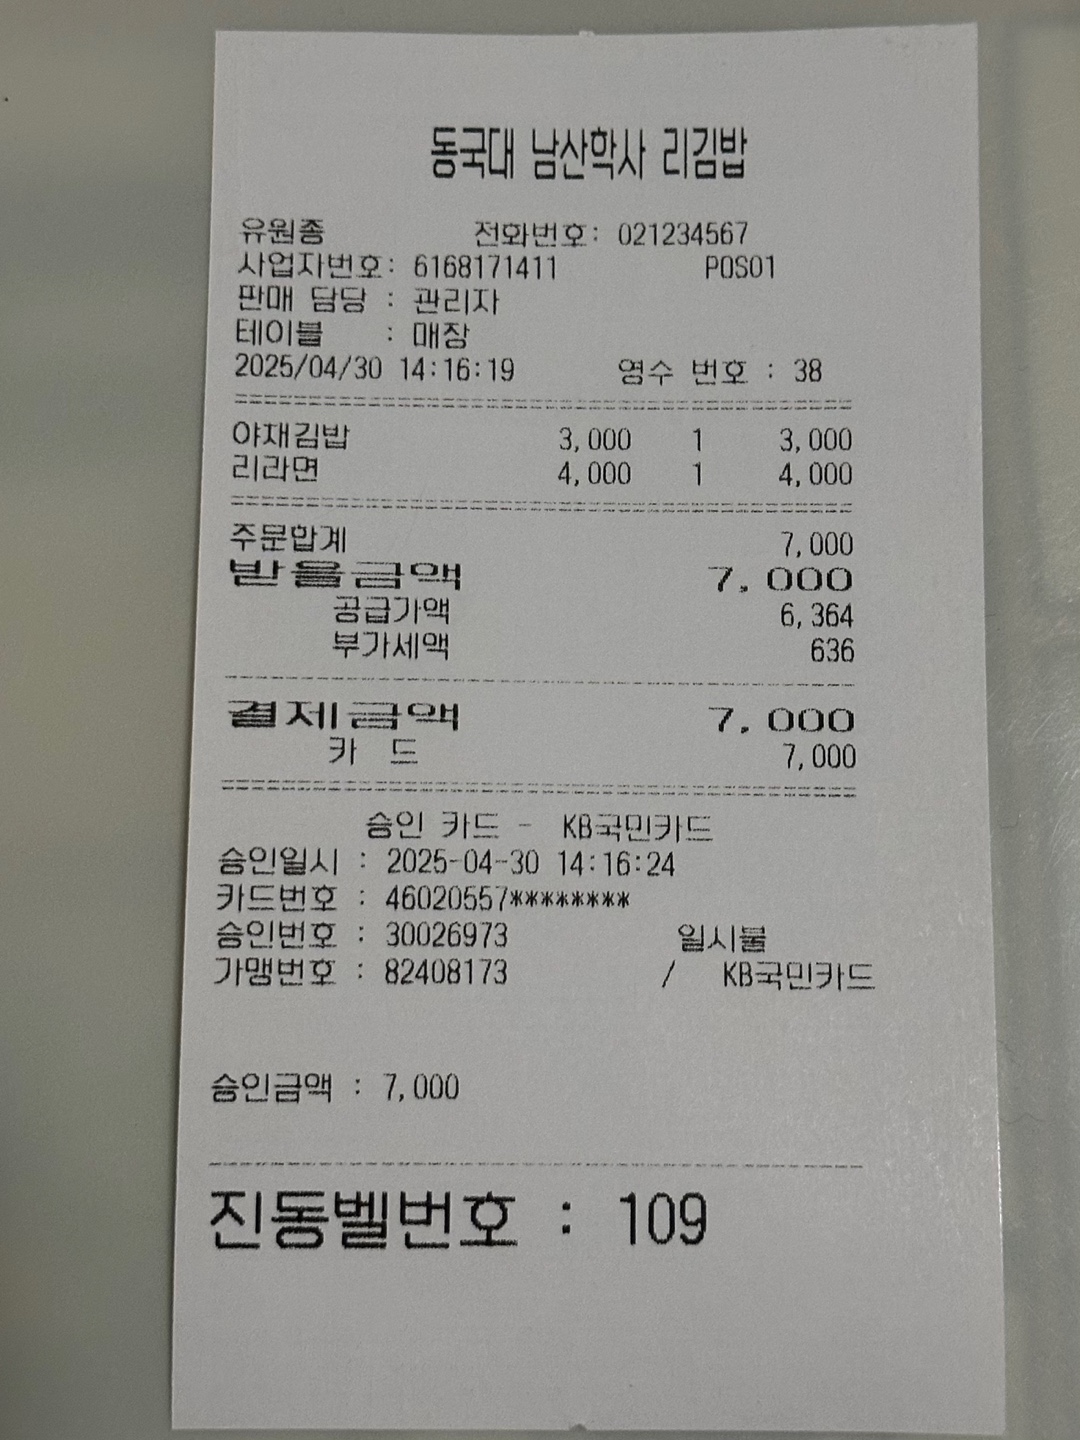 동국대 남산학사 리김밥
유원종 전화번호: 021234567
사업자번호: 6168171411 POS01
판매 담당 : 관리자
테이블 : 매장
2025/04/30 14:16:19 영수 번호 : 38
야재김밥 3,000 1 3,000
리라면 4,000 1 4,000
주문합계 7,000
받을금액 7,000
공급가액 6,364
부가세액 636
결제금액 7,000
카 드 7,000
승인 카드 - KB국민카드
승인일시 : 2025-04-30 14:16:24
카드번호 : 46020557********
승인번호 : 30026973 일시불
가맹번호 : 82408173 / KB국민카드
승인금액 : 7,000
진동벨번호 : 109